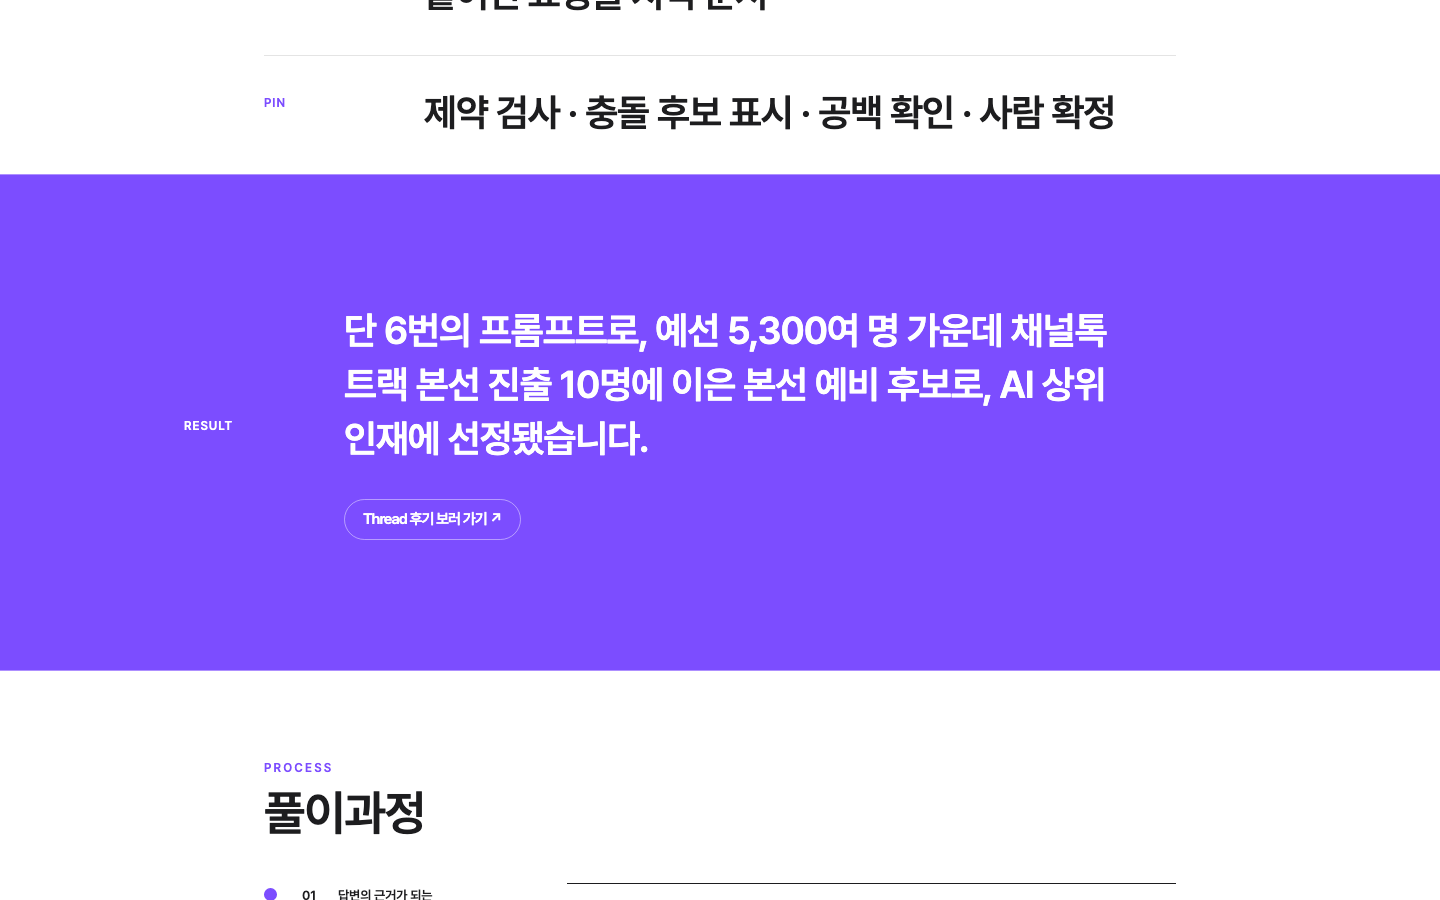 PIN
제약 검사 · 충돌 후보 표시 · 공백 확인 · 사람 확정
단 6번의 프롬프트로, 예선 5,300여 명 가운데 채널톡
트랙 본선 진출 10명에 이은 본선 예비 후보로, AI 상위
인재에 선정됐습니다.
RESULT
Thread 후기 보러 가기 ↗
PROCESS
풀이과정
01 답변의 근거가 되는